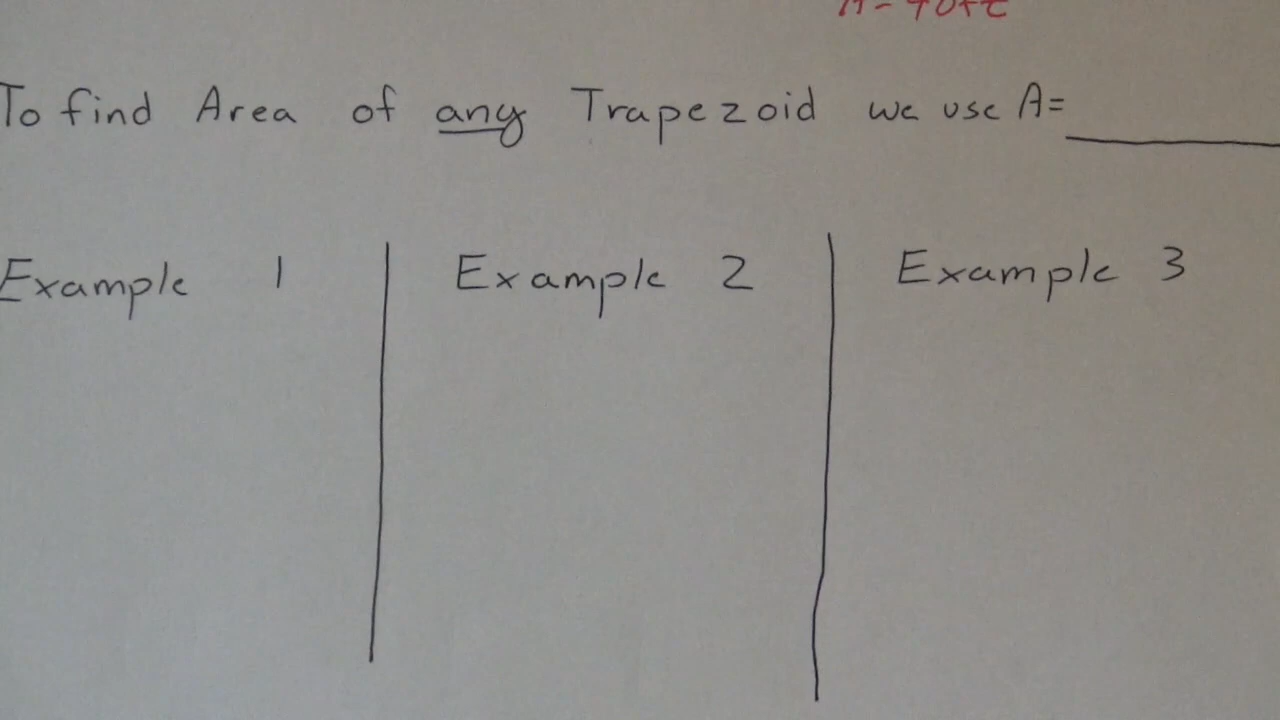 To find Area of any Trapezoid we use A=
Example 1
Example 2
Example 3